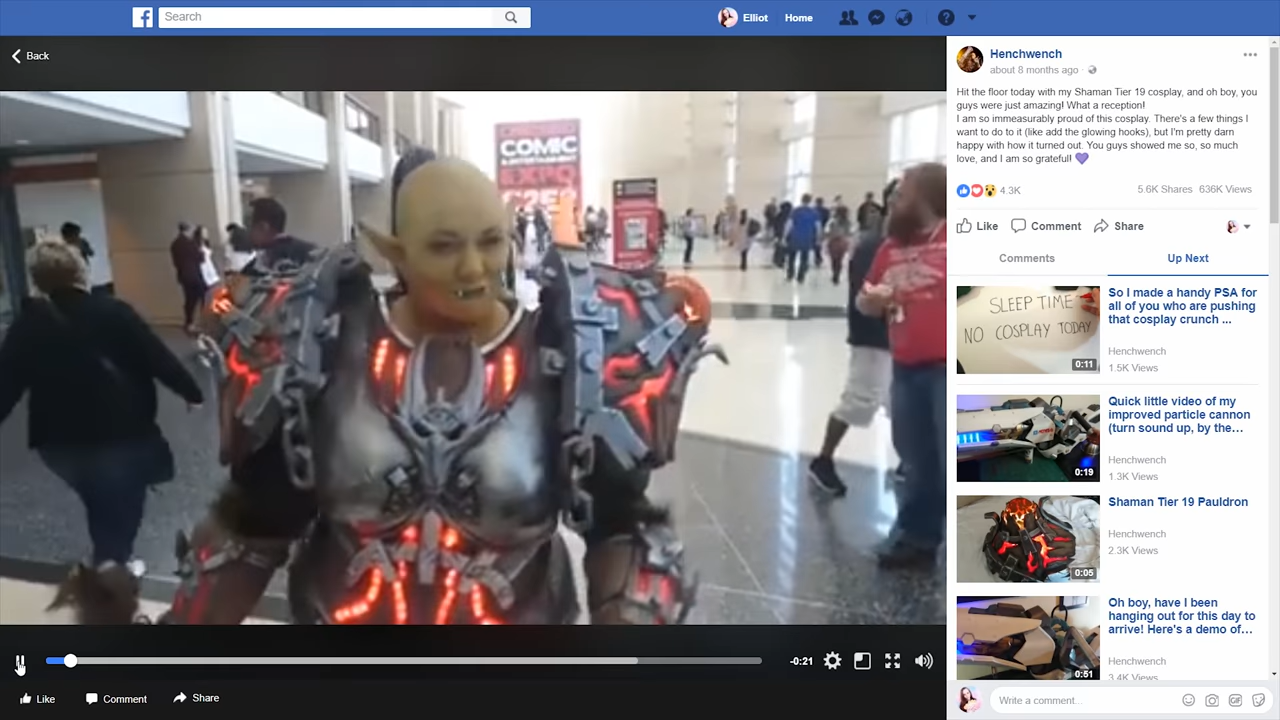 f
Search
Elliot
Home
Back
COMIC
& ENTERTAINMENT
EXPO
C2E2
Henchwench
about 8 months ago
Hit the floor today with my Shaman Tier 19 cosplay, and oh boy, you
guys were just amazing! What a reception!
I am so immeasurably proud of this cosplay. There's a few things I
want to do to it (like add the glowing hooks), but I'm pretty darn
happy with how it turned out. You guys showed me so, so much
love, and I am so grateful!
4.3K
5.6K Shares 636K Views
Like Comment Share
Comments Up Next
SLEEP TIME
NO COSPLAY TODAY
0:11
So I made a handy PSA for
all of you who are pushing
that cosplay crunch ...
Henchwench
1.5K Views
0:19
Quick little video of my
improved particle cannon
(turn sound up, by the...
Henchwench
1.3K Views
0:05
Shaman Tier 19 Pauldron
Henchwench
2.3K Views
0:51
Oh boy, have I been
hanging out for this day to
arrive! Here's a demo of...
Henchwench
3.4K Views
-0:21
Like Comment Share
Write a comment...
GIF